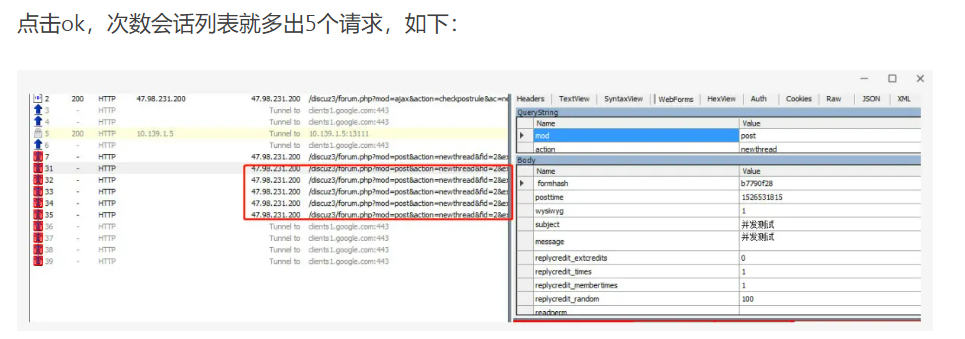 点击ok，次数会话列表就多出5个请求，如下：
Headers TextView SyntaxView WebForms HexView Auth Cookies Raw JSON XML
2 200 HTTP 47.98.231.200 47.98.231.200 /discuz3/forum.php?mod=ajax&action=checkpostrule&ac=ne
3 - HTTP Tunnel to clients1.google.com:443
4 - HTTP Tunnel to clients1.google.com:443
5 200 HTTP 10.139.1.5 Tunnel to 10.139.1.5:13111
6 - HTTP Tunnel to clients1.google.com:443
7 - HTTP 47.98.231.200 /discuz3/forum.php?mod=post&action=newthread&fid=2&ex
31 - HTTP 47.98.231.200 /discuz3/forum.php?mod=post&action=newthread&fid=2&ex
32 - HTTP 47.98.231.200 /discuz3/forum.php?mod=post&action=newthread&fid=2&ex
33 - HTTP 47.98.231.200 /discuz3/forum.php?mod=post&action=newthread&fid=2&ex
34 - HTTP 47.98.231.200 /discuz3/forum.php?mod=post&action=newthread&fid=2&ex
35 - HTTP 47.98.231.200 /discuz3/forum.php?mod=post&action=newthread&fid=2&ex
36 - HTTP Tunnel to clients1.google.com:443
37 - HTTP Tunnel to clients1.google.com:443
38 - HTTP Tunnel to clients1.google.com:443
39 - HTTP Tunnel to clients1.google.com:443
QueryString
Name Value
mod post
action newthread
Body
Name Value
formhash b7790f28
posttime 1526531815
wysiwyg 1
subject 并发测试
message 并发测试
replycredit_extcredits 0
replycredit_times 1
replycredit_membertimes 1
replycredit_random 100
readperm